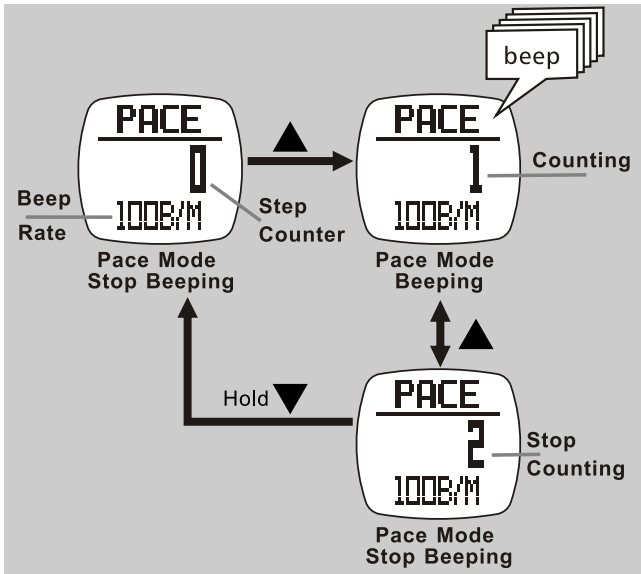 beep
PACE
0
100B/M
Beep
Rate
Step
Counter
Pace Mode
Stop Beeping
PACE
1
100B/M
Counting
Pace Mode
Beeping
Hold
PACE
2
100B/M
Stop
Counting
Pace Mode
Stop Beeping